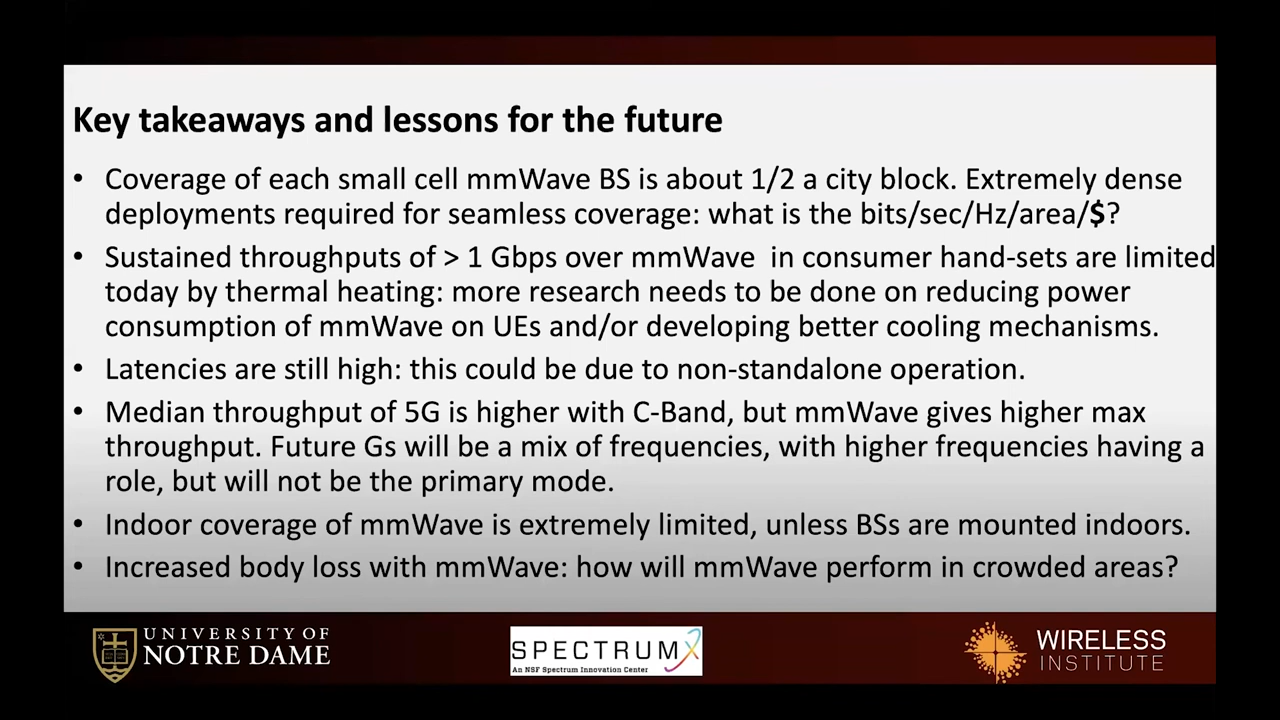 Key takeaways and lessons for the future
• Coverage of each small cell mmWave BS is about 1/2 a city block. Extremely dense
deployments required for seamless coverage: what is the bits/sec/Hz/area/$?
• Sustained throughputs of > 1 Gbps over mmWave in consumer hand-sets are limited
today by thermal heating: more research needs to be done on reducing power
consumption of mmWave on UEs and/or developing better cooling mechanisms.
• Latencies are still high: this could be due to non-standalone operation.
• Median throughput of 5G is higher with C-Band, but mmWave gives higher max
throughput. Future Gs will be a mix of frequencies, with higher frequencies having a
role, but will not be the primary mode.
• Indoor coverage of mmWave is extremely limited, unless BSs are mounted indoors.
• Increased body loss with mmWave: how will mmWave perform in crowded areas?
UNIVERSITY OF
NOTRE DAME
SPECTRUMX
An NSF Spectrum Innovation Center
WIRELESS
INSTITUTE